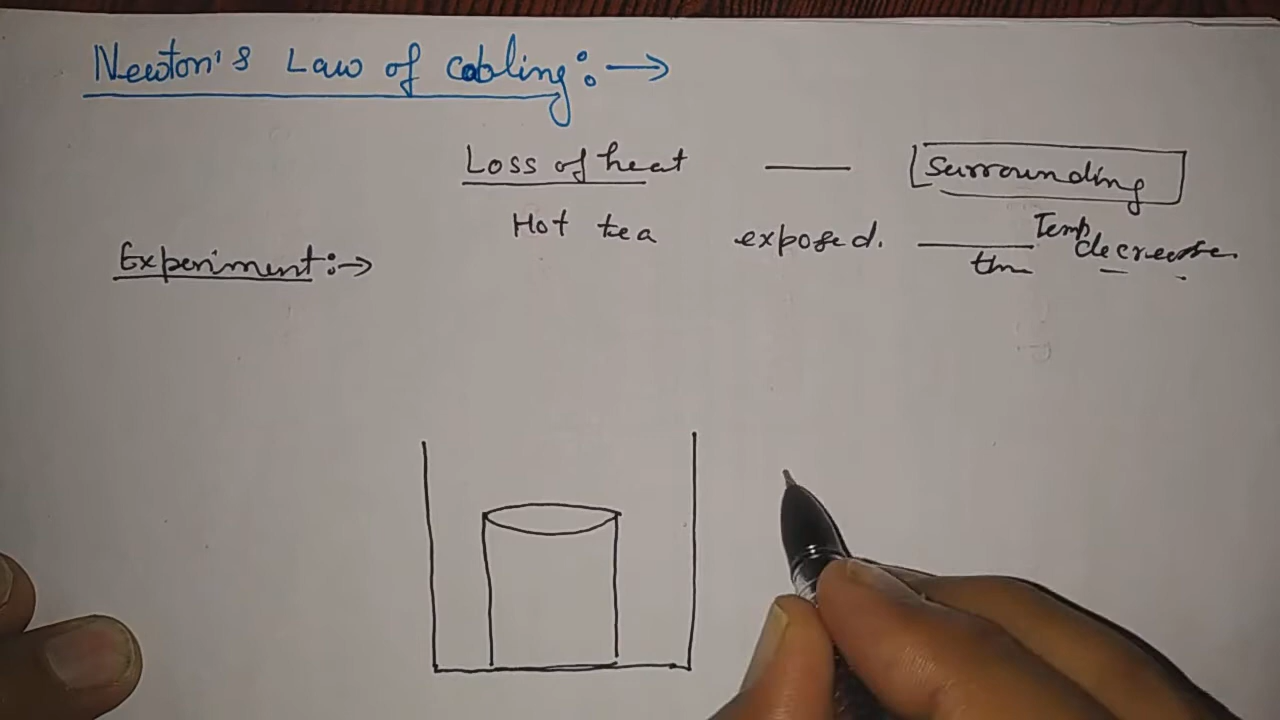 Newton's Law of cooling:→
Loss of heat — Surrounding
Hot tea exposed. — Temp decrease.
Experiment:→